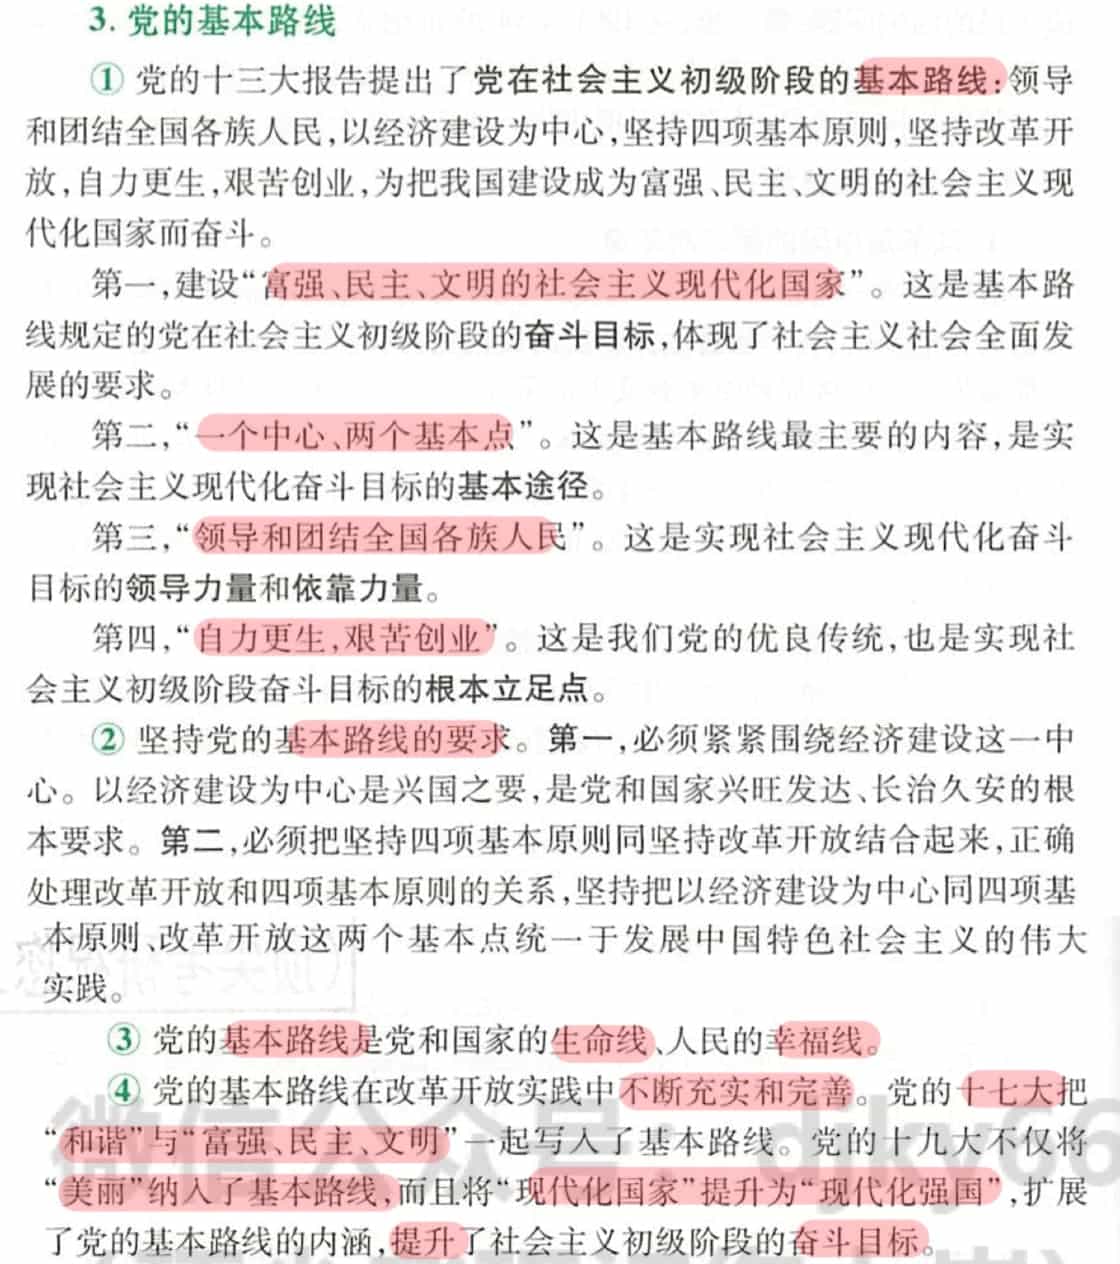 3. 党的基本路线
① 党的十三大报告提出了党在社会主义初级阶段的基本路线:领导
和团结全国各族人民,以经济建设为中心,坚持四项基本原则,坚持改革开
放,自力更生,艰苦创业,为把我国建设成为富强、民主、文明的社会主义现
代化国家而奋斗。
第一,建设“富强、民主、文明的社会主义现代化国家”。这是基本路
线规定的党在社会主义初级阶段的奋斗目标,体现了社会主义社会全面发
展的要求。
第二,“一个中心、两个基本点”。这是基本路线最主要的内容,是实
现社会主义现代化奋斗目标的基本途径。
第三,“领导和团结全国各族人民”。这是实现社会主义现代化奋斗
目标的领导力量和依靠力量。
第四,“自力更生,艰苦创业”。这是我们党的优良传统,也是实现社
会主义初级阶段奋斗目标的根本立足点。
② 坚持党的基本路线的要求。第一,必须紧紧围绕经济建设这一中
心。以经济建设为中心是兴国之要,是党和国家兴旺发达、长治久安的根
本要求。第二,必须把坚持四项基本原则同坚持改革开放结合起来,正确
处理改革开放和四项基本原则的关系,坚持把以经济建设为中心同四项基
本原则、改革开放这两个基本点统一于发展中国特色社会主义的伟大
实践。
③ 党的基本路线是党和国家的生命线、人民的幸福线。
④ 党的基本路线在改革开放实践中不断充实和完善。党的十七大把
“和谐”与“富强、民主、文明”一起写入了基本路线。党的十九大不仅将
“美丽”纳入了基本路线,而且将“现代化国家”提升为“现代化强国”,扩展
了党的基本路线的内涵,提升了社会主义初级阶段的奋斗目标。
微信公众号: djky66